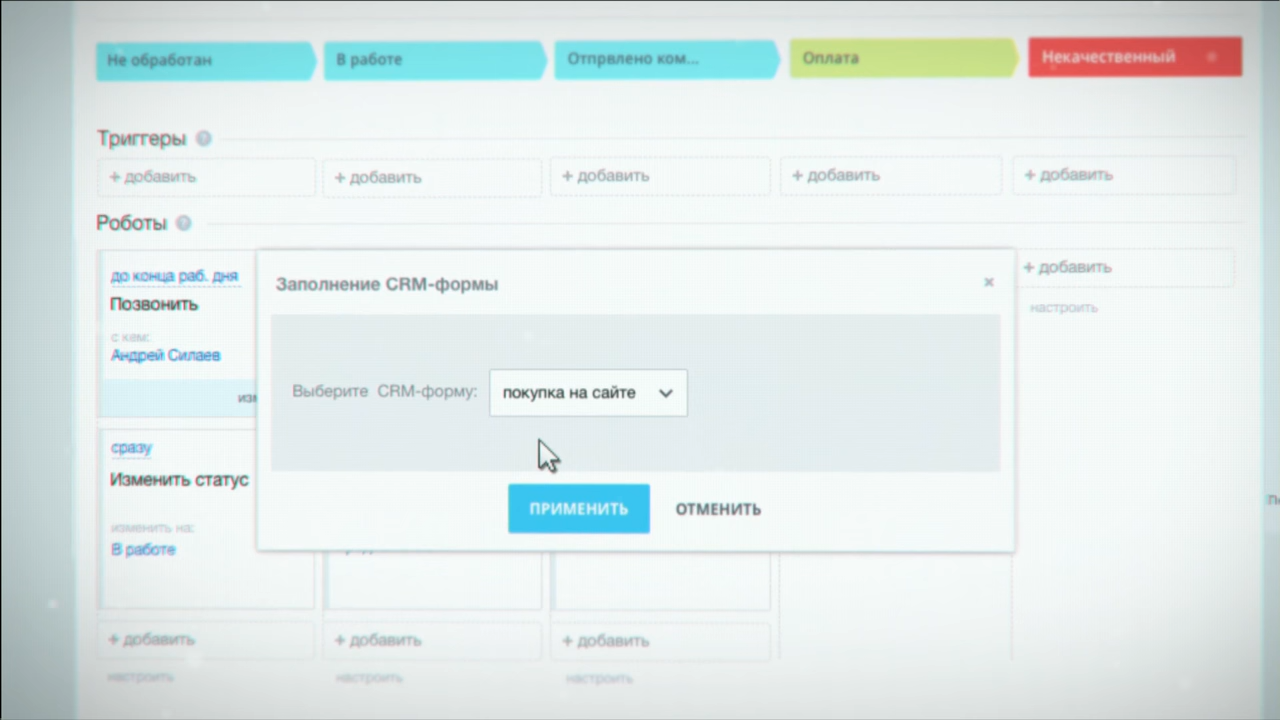 Не обработан
В работе
Отпрвлено ком...
Оплата
Некачественный
Триггеры ?
+ добавить
+ добавить
+ добавить
+ добавить
+ добавить
Роботы ?
до конца раб. дня
Позвонить
с кем:
Андрей Силаев
изм
Заполнение CRM-формы
×
Выберите CRM-форму: покупка на сайте
ПРИМЕНИТЬ ОТМЕНИТЬ
+ добавить
настроить
сразу
Изменить статус
изменить на:
В работе
+ добавить
+ добавить
+ добавить
настроить
настроить
настроить